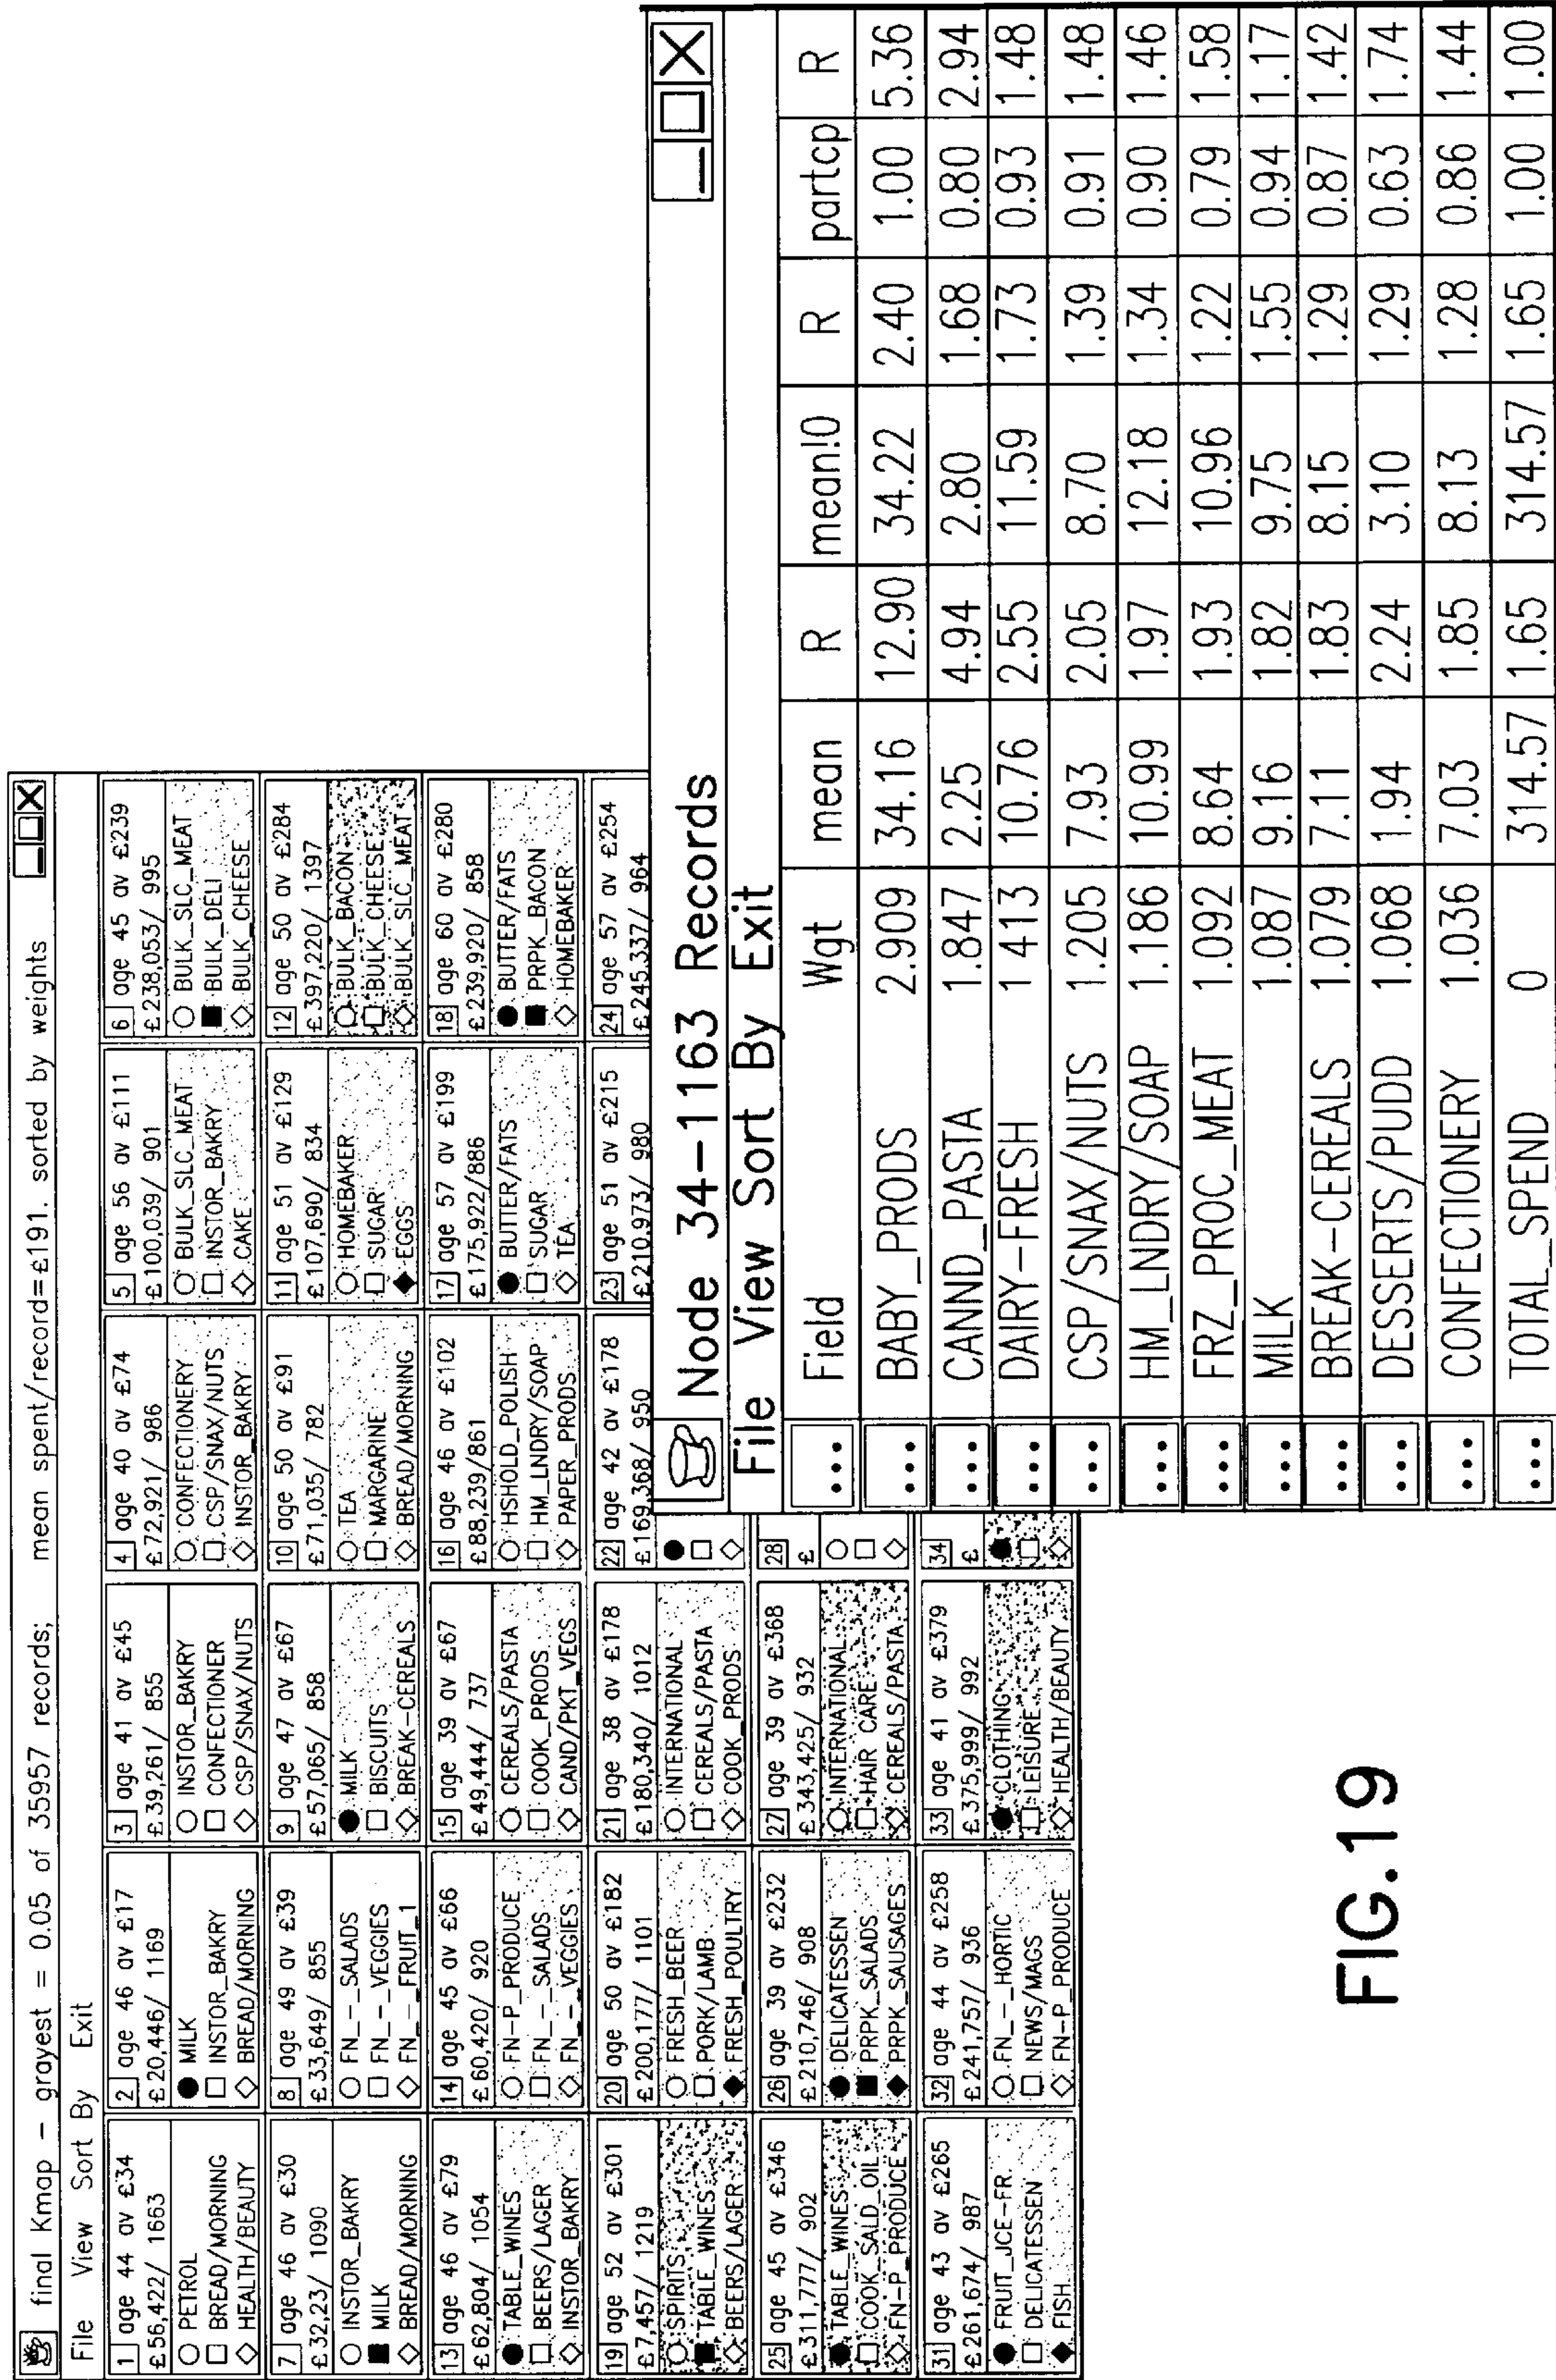 final Kmap – grayest = 0.05 of 35957 records; mean spent/record=£191. sorted by weights
File View Sort By Exit
1 age 44 av £34
£56,422/ 1663
PETROL
BREAD/MORNING
HEALTH/BEAUTY
2 age 46 av £17
£20,446/ 1169
MILK
INSTOR_BAKRY
BREAD/MORNING
3 age 41 av £45
£39,261/ 855
INSTOR_BAKRY
CONFECTIONER
CSP/SNAX/NUTS
4 age 40 av £74
£72,921/ 986
CONFECTIONERY
CSP/SNAX/NUTS
INSTOR_BAKRY
5 age 56 av £111
£100,039/ 901
BULK_SLC_MEAT
INSTOR_BAKRY
CAKE
6 age 45 av £239
£238,053/ 995
BULK_SLC_MEAT
BULK_DELI
BULK_CHEESE
7 age 46 av £30
£32,23/ 1090
INSTOR_BAKRY
MILK
BREAD/MORNING
8 age 49 av £39
£33,649/ 855
FN_–_SALADS
FN_–_VEGGIES
FN_–_FRUIT_1
9 age 47 av £67
£57,065/ 858
MILK
BISCUITS
BREAK–CEREALS
10 age 50 av £91
£71,035/ 782
TEA
MARGARINE
BREAD/MORNING
11 age 51 av £129
£107,690/ 834
HOMEBAKER
SUGAR
EGGS
12 age 50 av £284
£397,220/ 1397
BULK_BACON
BULK_CHEESE
BULK_SLC_MEAT
13 age 46 av £79
£62,804/ 1054
TABLE_WINES
BEERS/LAGER
INSTOR_BAKRY
14 age 45 av £66
£60,420/ 920
FN–P_PRODUCE
FN_–_SALADS
FN_–_VEGGIES
15 age 39 av £67
£49,444/ 737
CEREALS/PASTA
COOK_PRODS
CAND/PKT_VEGS
16 age 46 av £102
£88,239/861
HSHOLD_POLISH
HM_LNDRY/SOAP
PAPER_PRODS
17 age 57 av £199
£175,922/886
BUTTER/FATS
SUGAR
TEA
18 age 60 av £280
£239,920/ 858
BUTTER/FATS
PRPK_BACON
HOMEBAKER
19 age 52 av £301
£7,457/ 1219
SPIRITS
TABLE_WINES
BEERS/LAGER
20 age 50 av £182
£200,177/ 1101
FRESH_BEER
PORK/LAMB
FRESH_POULTRY
21 age 38 av £178
£180,340/ 1012
INTERNATIONAL
CEREALS/PASTA
COOK_PRODS
22 age 42 av £178
£169,368/ 950
23 age 51 av £215
£210,973/ 980
24 age 57 av £254
£245,337/ 964
25 age 45 av £346
£311,777/ 902
TABLE_WINES
COOK_SALD_OIL
FN–P_PRODUCE
26 age 39 av £232
£210,746/ 908
DELICATESSEN
PRPK_SALADS
PRPK_SAUSAGES
27 age 39 av £368
£343,425/ 932
INTERNATIONAL
HAIR CARE
CEREALS/PASTA
28
£
31 age 43 av £265
£261,674/ 987
FRUIT_JCE–FR
DELICATESSEN
FISH
32 age 44 av £258
£241,757/ 936
FN_–_HORTIC
NEWS/MAGS
FN–P_PRODUCE
33 age 41 av £379
£375,999/ 992
CLOTHING
LEISURE
HEALTH/BEAUTY
34
£
Node 34–1163 Records
File View Sort By Exit
... Field Wgt mean R mean!0 R partcp R
... BABY_PRODS 2.909 34.16 12.90 34.22 2.40 1.00 5.36
... CANND_PASTA 1.847 2.25 4.94 2.80 1.68 0.80 2.94
... DAIRY–FRESH 1 413 10.76 2.55 11.59 1.73 0.93 1.48
... CSP/SNAX/NUTS 1.205 7.93 2.05 8.70 1.39 0.91 1.48
... HM_LNDRY/SOAP 1.186 10.99 1.97 12.18 1.34 0.90 1.46
... FRZ_PROC_MEAT 1.092 8.64 1.93 10.96 1.22 0.79 1.58
... MILK 1.087 9.16 1.82 9.75 1.55 0.94 1.17
... BREAK–CEREALS 1.079 7.11 1.83 8.15 1.29 0.87 1.42
... DESSERTS/PUDD 1.068 1.94 2.24 3.10 1.29 0.63 1.74
... CONFECTIONERY 1.036 7.03 1.85 8.13 1.28 0.86 1.44
... TOTAL_SPEND 0 314.57 1.65 314.57 1.65 1.00 1.00
FIG.19